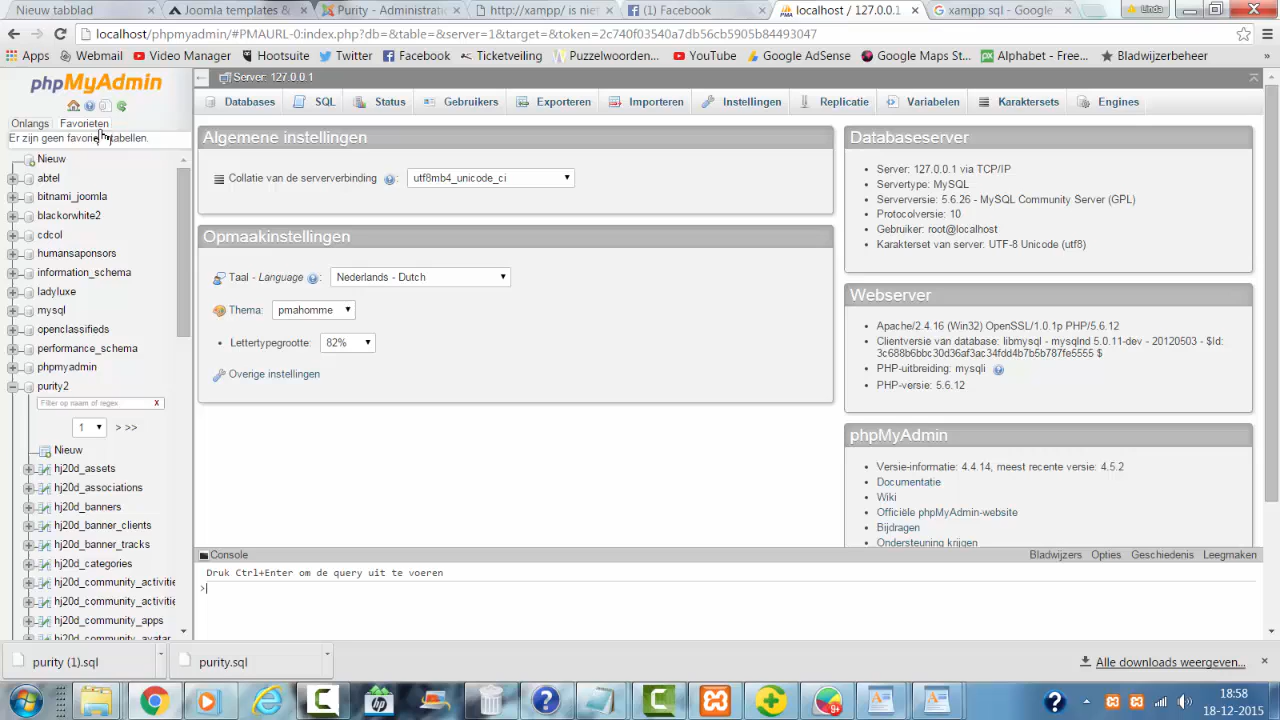 Nieuw tabblad
Joomla templates &
Purity - Administra
http://xampp/ is nie
(1) Facebook
localhost / 127.0.0.1
xampp sql - Google
Linda
localhost/phpmyadmin/#PMAURL-0:index.php?db=&table=&server=1&target=&token=2c740f03540a7db56cb5905b84493047
Apps
Webmail
Video Manager
Hootsuite
Twitter
Facebook
Ticketveiling
Puzzelwoorden...
YouTube
Google AdSense
Google Maps St...
Alphabet - Free...
Bladwijzerbeheer
phpMyAdmin
Onlangs
Favorieten
Er zijn geen favoriete tabellen.
Nieuw
abtel
bitnami_joomla
blackorwhite2
cdcol
humansaponsors
information_schema
ladyluxe
mysql
openclassifieds
performance_schema
phpmyadmin
purity2
Filter op naam of regex
X
1
> >>
Nieuw
hj20d_assets
hj20d_associations
hj20d_banners
hj20d_banner_clients
hj20d_banner_tracks
hj20d_categories
hj20d_community_activitie
hj20d_community_activitie
hj20d_community_apps
hj20d_community_avatar
Server: 127.0.0.1
Databases
SQL
Status
Gebruikers
Exporteren
Importeren
Instellingen
Replicatie
Variabelen
Karaktersets
Engines
Algemene instellingen
Collatie van de serververbinding
utf8mb4_unicode_ci
Opmaakinstellingen
Taal - Language
:
Nederlands - Dutch
Thema:
pmahomme
Lettertypegrootte:
82%
Overige instellingen
Databaseserver
Server: 127.0.0.1 via TCP/IP
Servertype: MySQL
Serverversie: 5.6.26 - MySQL Community Server (GPL)
Protocolversie: 10
Gebruiker: root@localhost
Karakterset van server: UTF-8 Unicode (utf8)
Webserver
Apache/2.4.16 (Win32) OpenSSL/1.0.1p PHP/5.6.12
Clientversie van database: libmysql - mysqlnd 5.0.11-dev - 20120503 - $Id:
3c688b6bbc30d36af3ac34fdd4b7b5b787fe5555 $
PHP-uitbreiding: mysqli
PHP-versie: 5.6.12
phpMyAdmin
Versie-informatie: 4.4.14, meest recente versie: 4.5.2
Documentatie
Wiki
Officiële phpMyAdmin-website
Bijdragen
Ondersteuning krijgen
Console
Bladwijzers
Opties
Geschiedenis
Leegmaken
Druk Ctrl+Enter om de query uit te voeren
>
purity (1).sql
purity.sql
Alle downloads weergeven...
9+
18:58
18-12-2015